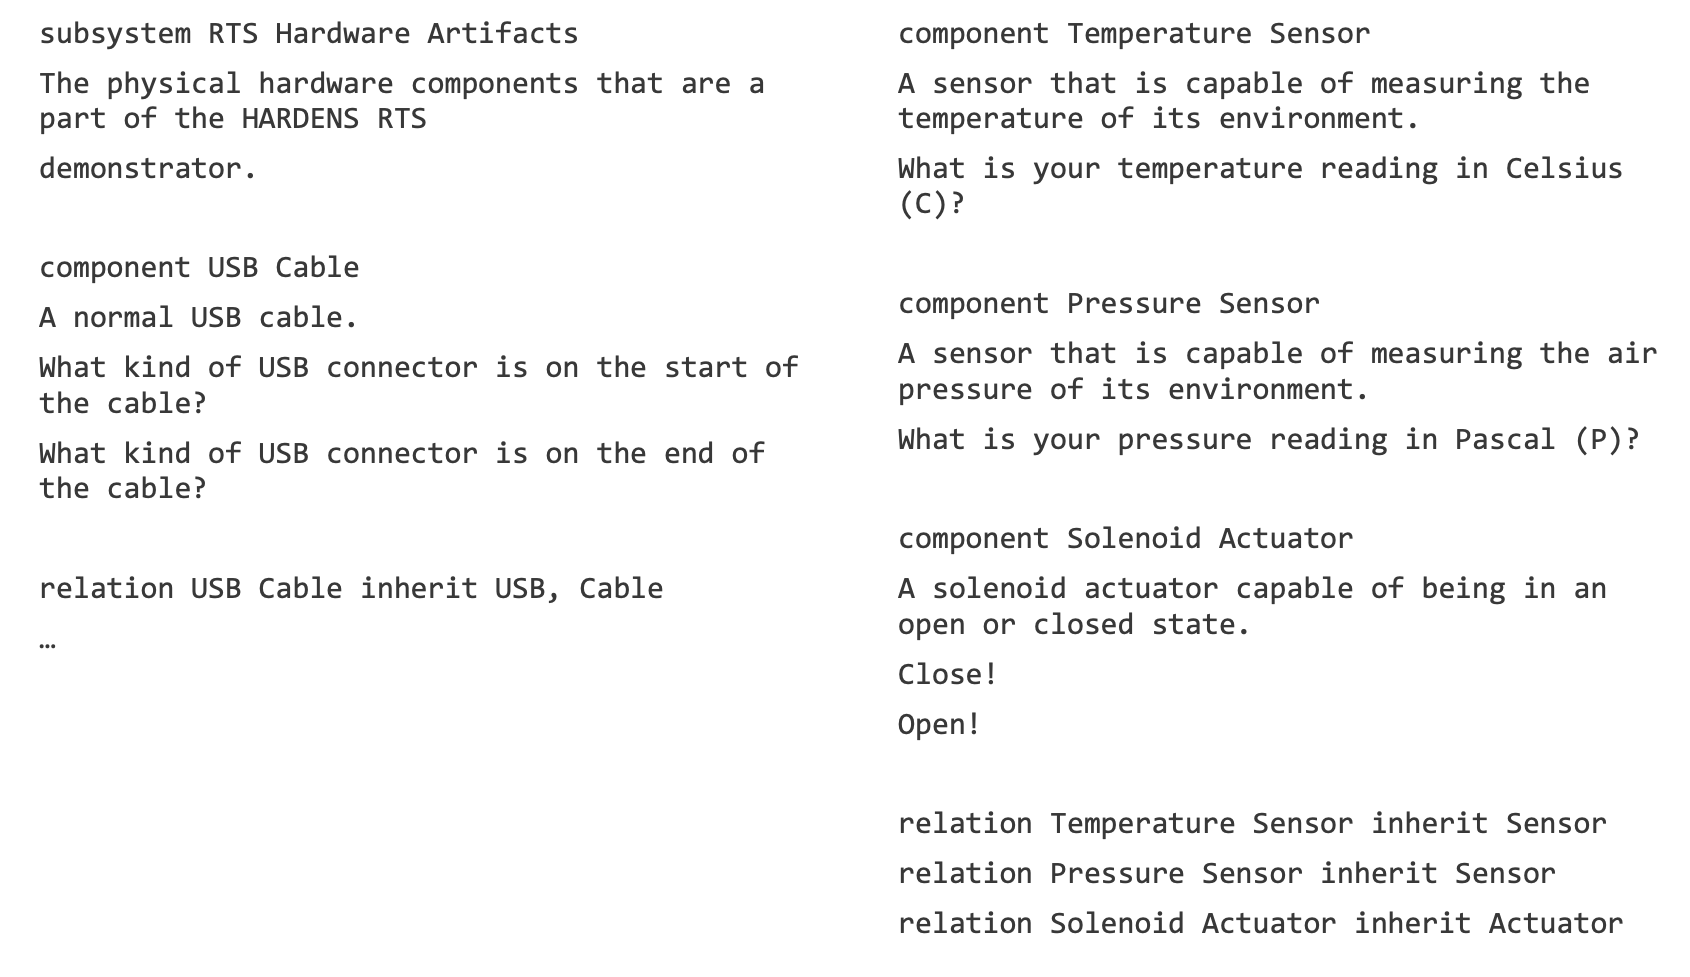 subsystem RTS Hardware Artifacts
The physical hardware components that are a
part of the HARDENS RTS
demonstrator.
component USB Cable
A normal USB cable.
What kind of USB connector is on the start of
the cable?
What kind of USB connector is on the end of
the cable?
relation USB Cable inherit USB, Cable
…
component Temperature Sensor
A sensor that is capable of measuring the
temperature of its environment.
What is your temperature reading in Celsius
(C)?
component Pressure Sensor
A sensor that is capable of measuring the air
pressure of its environment.
What is your pressure reading in Pascal (P)?
component Solenoid Actuator
A solenoid actuator capable of being in an
open or closed state.
Close!
Open!
relation Temperature Sensor inherit Sensor
relation Pressure Sensor inherit Sensor
relation Solenoid Actuator inherit Actuator